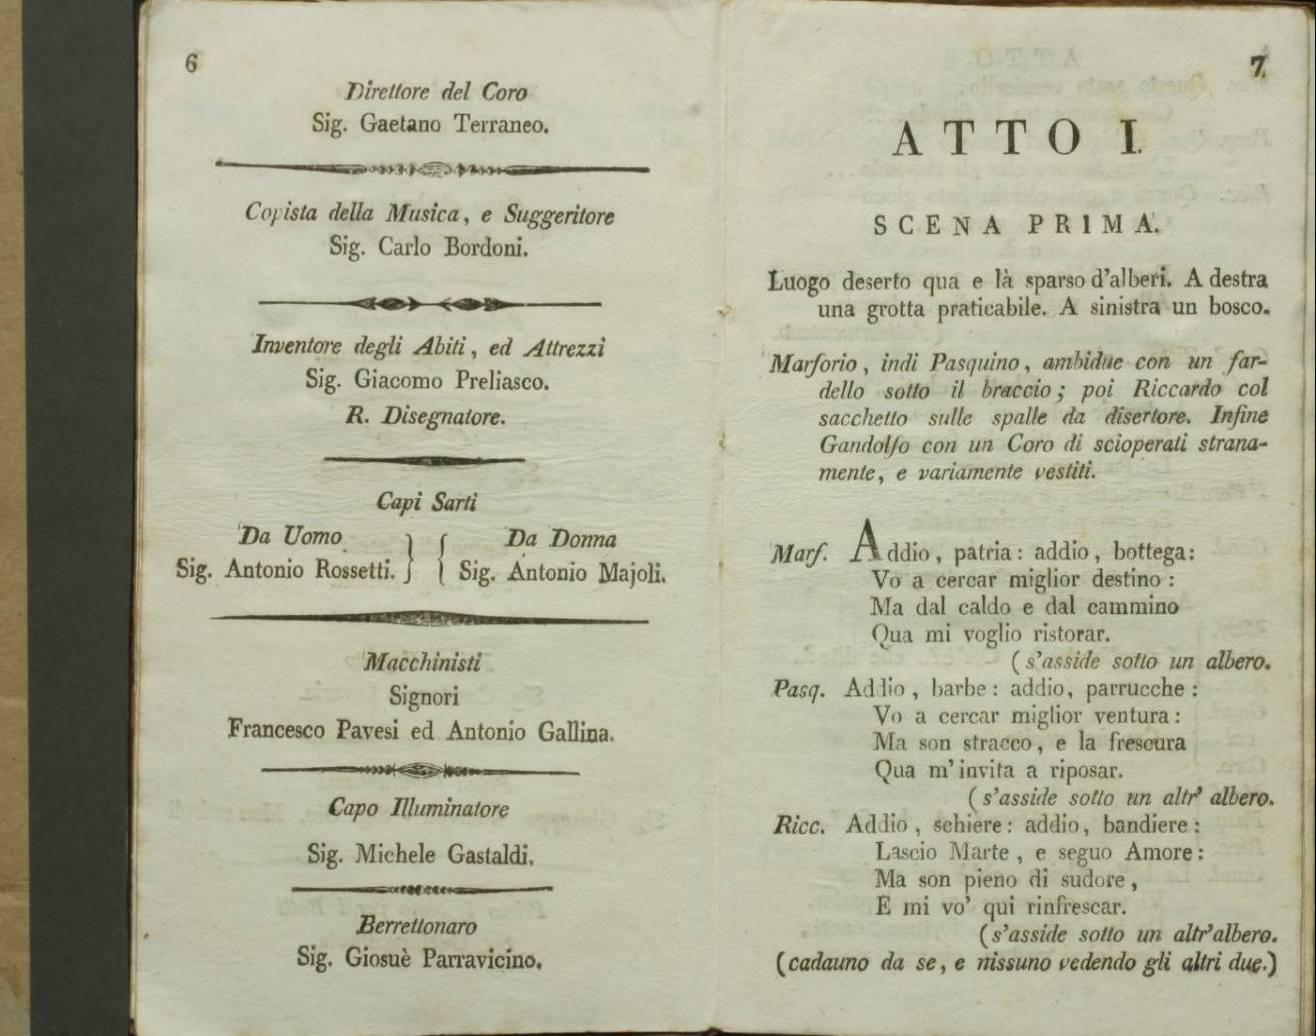 6
Direttore del Coro
Sig. Gaetano Terraneo.
Copista della Musica, e Suggeritore
Sig. Carlo Bordoni.
Inventore degli Abiti, ed Attrezzi
Sig. Giacomo Preliasco.
R. Disegnatore.
Capi Sarti
Da Uomo } { Da Donna
Sig. Antonio Rossetti. } { Sig. Antonio Majoli.
Macchinisti
Signori
Francesco Pavesi ed Antonio Gallina.
Capo Illuminatore
Sig. Michele Gastaldi.
Berrettonaro
Sig. Giosuè Parravicino.
7
ATTO I.
SCENA PRIMA.
Luogo deserto qua e là sparso d'alberi. A destra
una grotta praticabile. A sinistra un bosco.
Marforio, indi Pasquino, ambidue con un far-
dello sotto il braccio; poi Riccardo col
sacchetto sulle spalle da disertore. Infine
Gandolfo con un Coro di scioperati strana-
mente, e variamente vestiti.
Marf. Addio, patria: addio, bottega:
Vo a cercar miglior destino:
Ma dal caldo e dal cammino
Qua mi voglio ristorar.
(s'asside sotto un albero.
Pasq. Addio, barbe: addio, parrucche:
Vo a cercar miglior ventura:
Ma son stracco, e la frescura
Qua m'invita a riposar.
(s'asside sotto un altr' albero.
Ricc. Addio, schiere: addio, bandiere:
Lascio Marte, e seguo Amore:
Ma son pieno di sudore,
E mi vo' qui rinfrescar.
(s'asside sotto un altr'albero.
(cadauno da se, e nissuno vedendo gli altri due.)